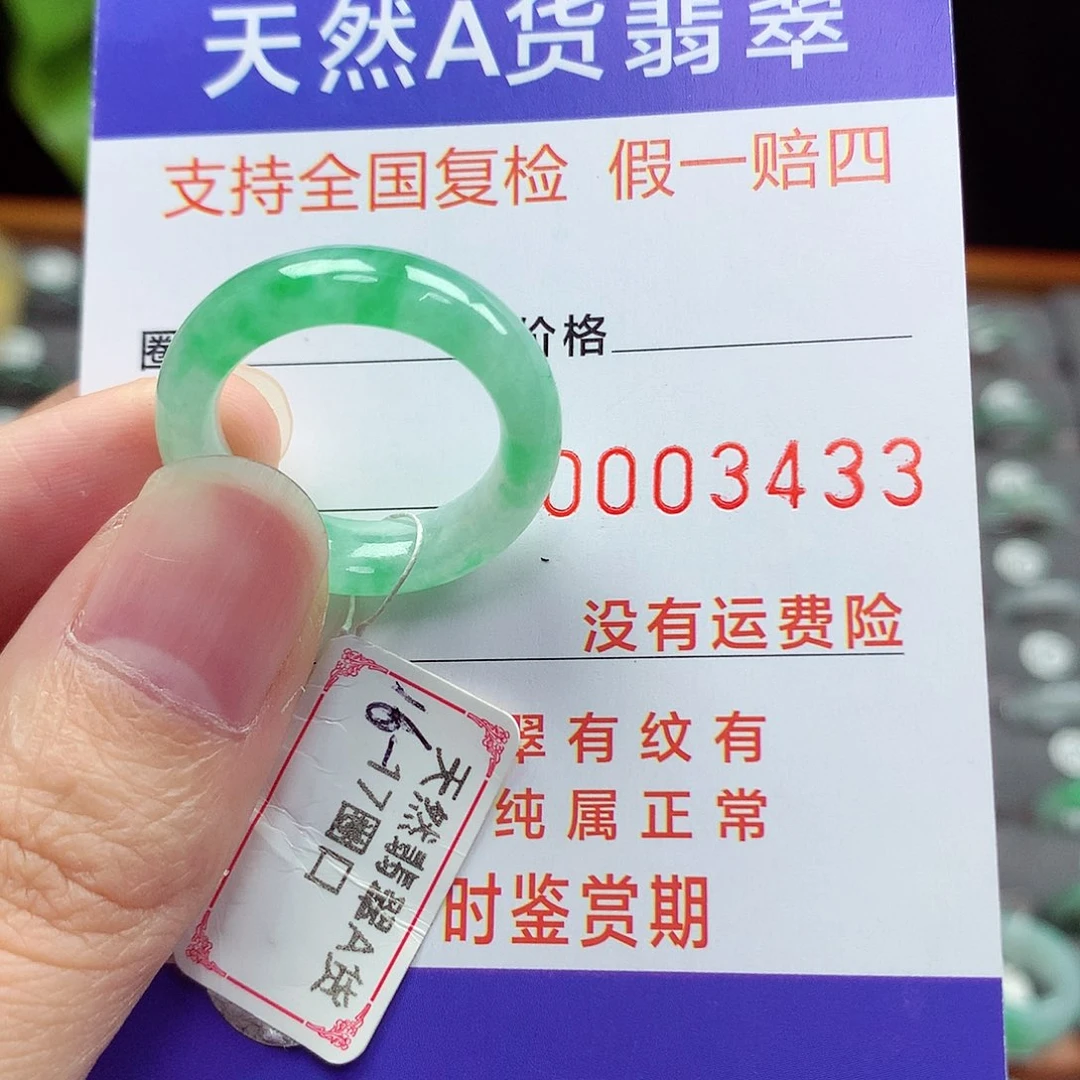 天然A货翡翠
支持全国复检 假一赔四
圈
价格
0003433
没有运费险
翠有纹有
纯属正常
时鉴赏期
天然翡翠A货
16-17圈口